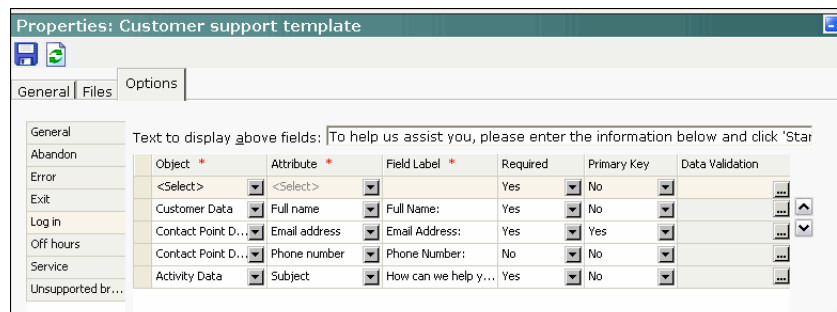 Properties: Customer support template
General Files Options
General
Abandon
Error
Exit
Log in
Off hours
Service
Unsupported br...
Text to display above fields: To help us assist you, please enter the information below and click 'Star
Object * Attribute * Field Label * Required Primary Key Data Validation
<Select> <Select> Yes No ...
Customer Data Full name Full Name: Yes No ...
Contact Point D... Email address Email Address: Yes Yes ...
Contact Point D... Phone number Phone Number: No No ...
Activity Data Subject How can we help y... Yes No ...